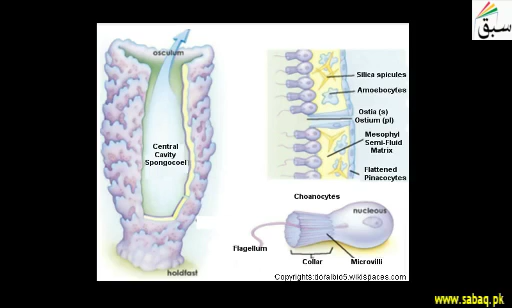 سبق
osculum
Central
Cavity
Spongocoel
holdfast
Silica spicules
Amoebocytes
Ostia (s)
Ostium (pl)
Mesophyl
Semi-Fluid
Matrix
Flattened
Pinacocytes
Choanocytes
nucleous
Flagellum
Collar
Microvilli
Copyrights:dorabio5.wikispaces.com
www.sabaq.pk